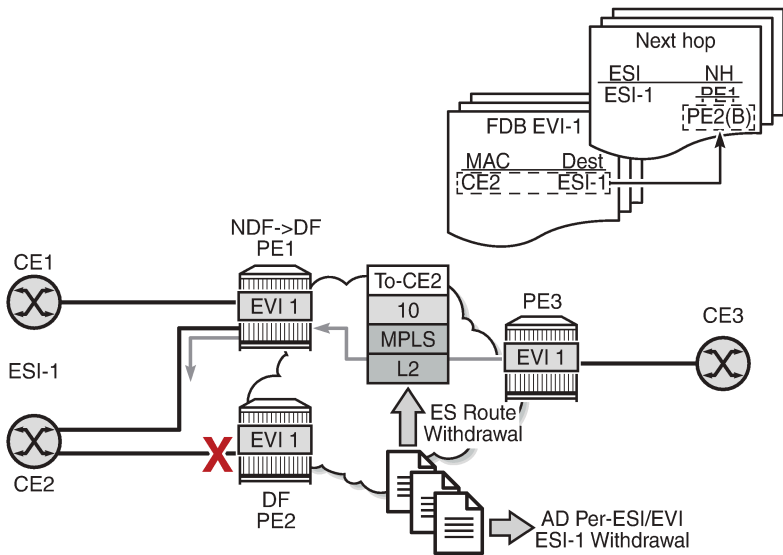 Next hop
ESI NH
ESI-1 PE1
PE2(B)
FDB EVI-1
MAC Dest
CE2 ESI-1
NDF->DF
PE1
CE1
EVI 1
To-CE2
10
MPLS
L2
PE3
EVI 1
CE3
ESI-1
ES Route
Withdrawal
EVI 1
CE2
X
DF
PE2
AD Per-ESI/EVI
ESI-1 Withdrawal